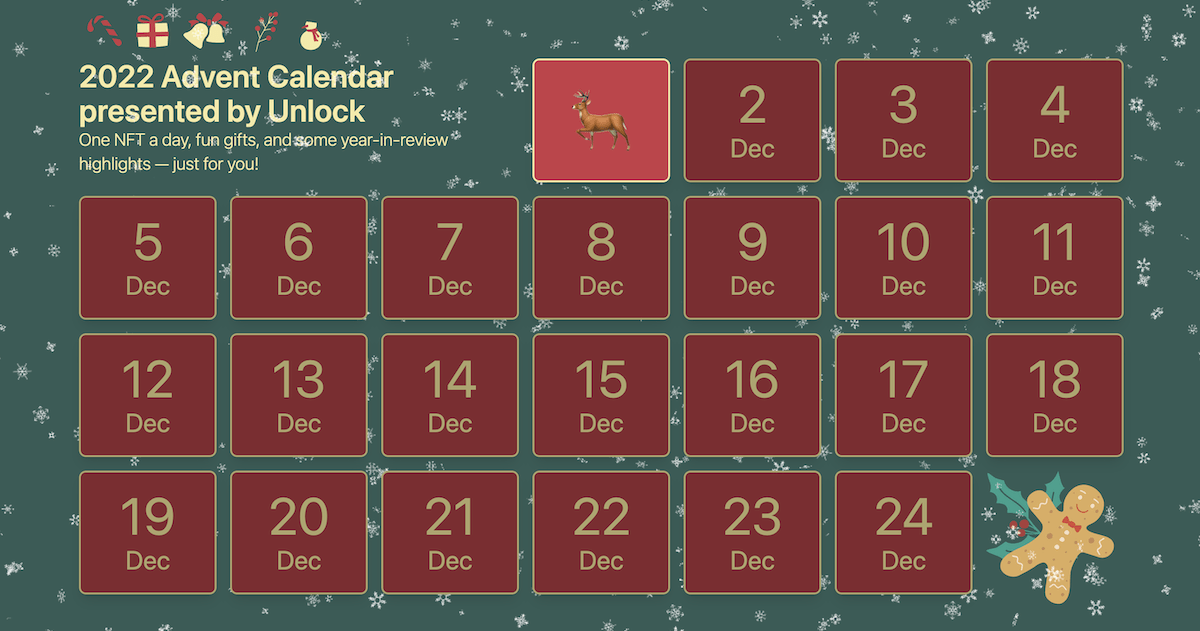 2022 Advent Calendar
presented by Unlock
One NFT a day, fun gifts, and some year-in-review
highlights — just for you!
2
Dec
3
Dec
4
Dec
5
Dec
6
Dec
7
Dec
8
Dec
9
Dec
10
Dec
11
Dec
12
Dec
13
Dec
14
Dec
15
Dec
16
Dec
17
Dec
18
Dec
19
Dec
20
Dec
21
Dec
22
Dec
23
Dec
24
Dec